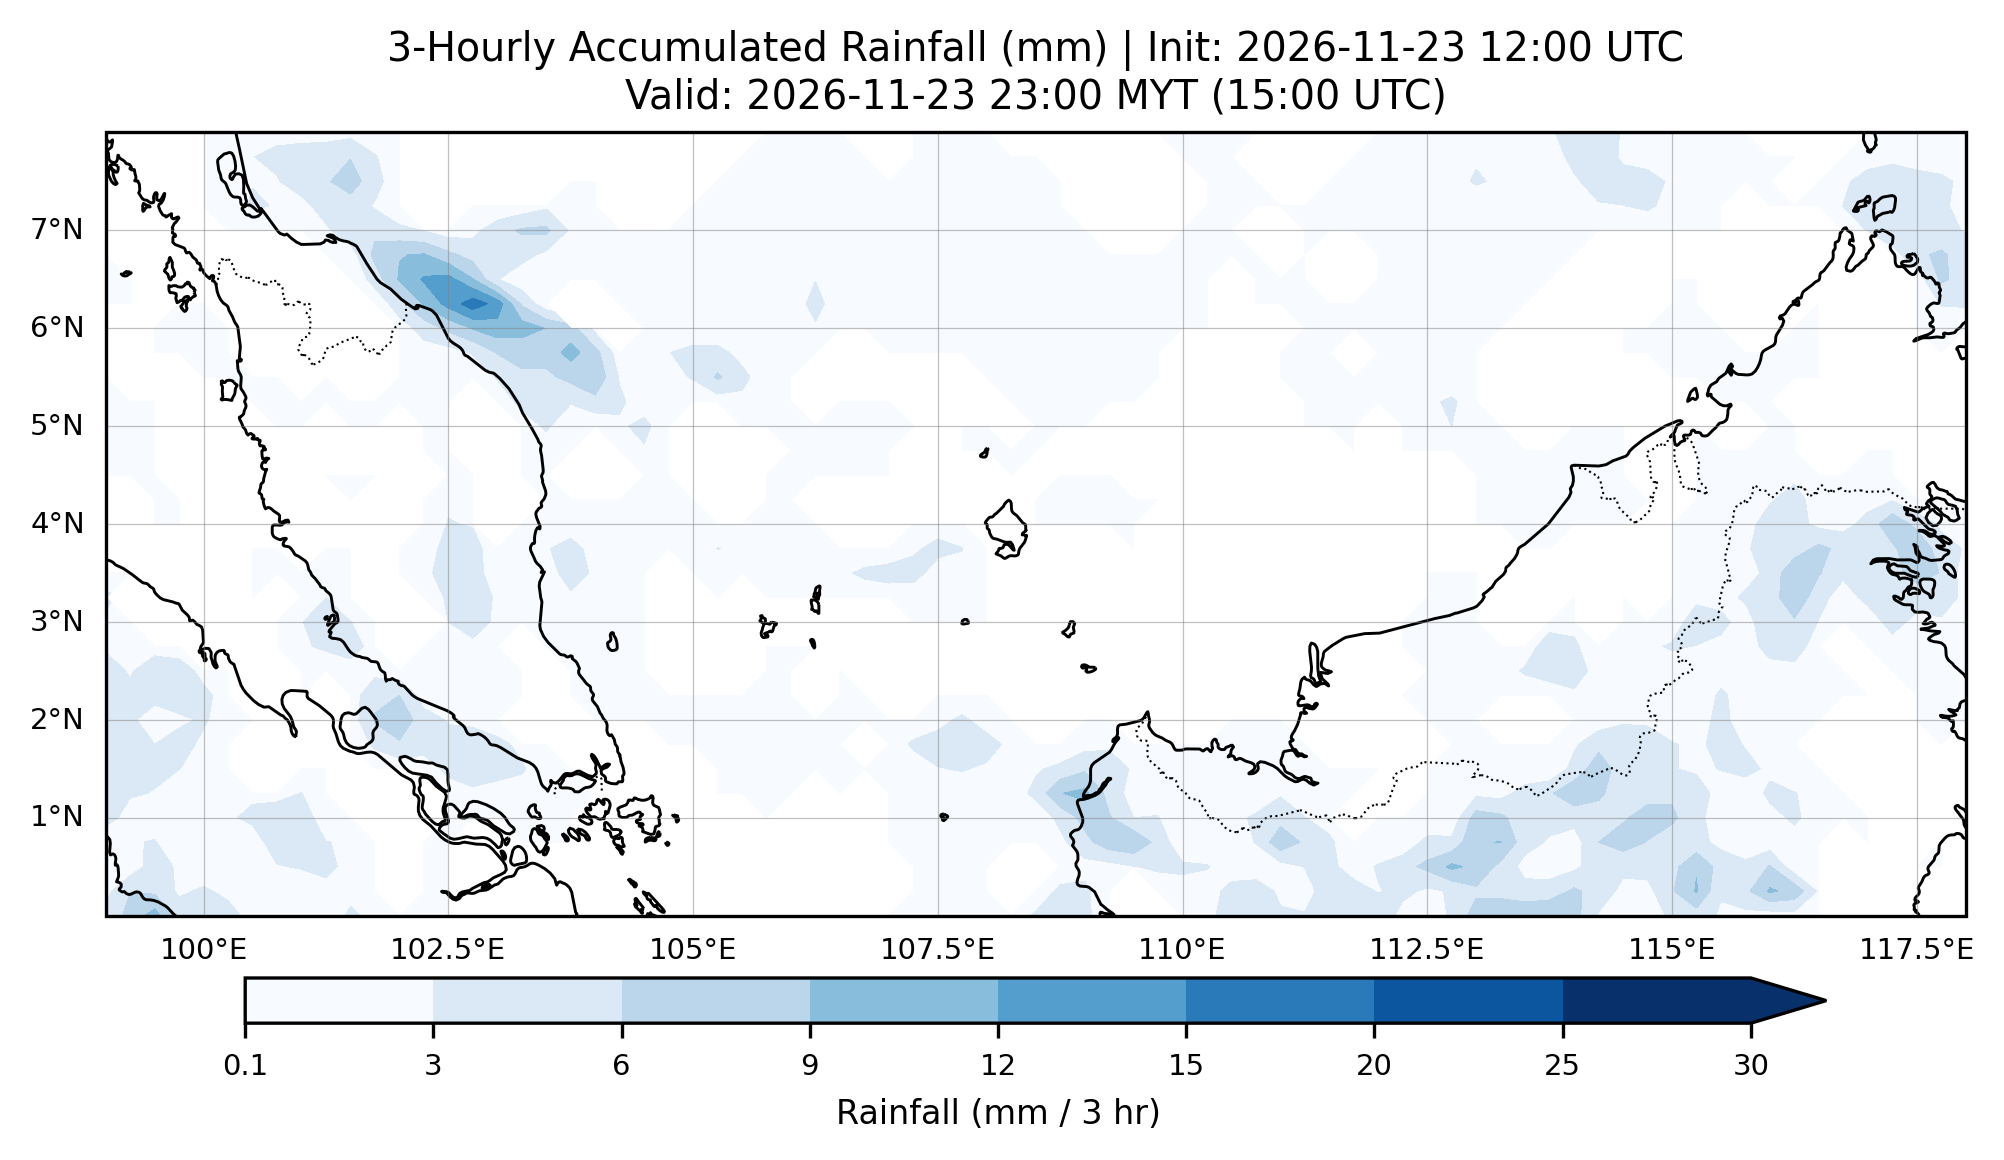 3-Hourly Accumulated Rainfall (mm) | Init: 2026-11-23 12:00 UTC
Valid: 2026-11-23 23:00 MYT (15:00 UTC)
7°N
6°N
5°N
4°N
3°N
2°N
1°N
100°E 102.5°E 105°E 107.5°E 110°E 112.5°E 115°E 117.5°E
0.1 3 6 9 12 15 20 25 30
Rainfall (mm / 3 hr)